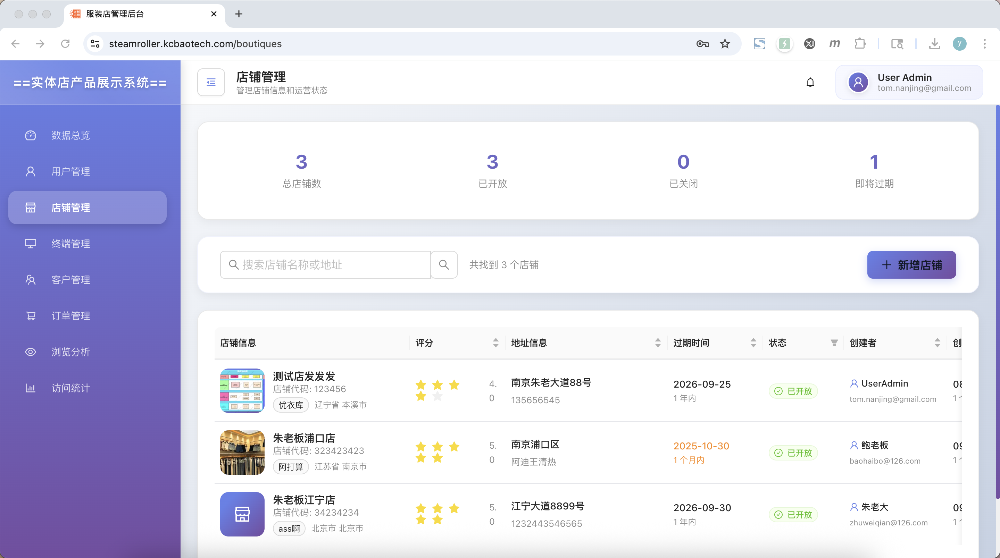 服装店管理后台
steamroller.kcbaotech.com/boutiques
y
==实体店产品展示系统==
店铺管理
管理店铺信息和运营状态
User Admin
tom.nanjing@gmail.com
数据总览
用户管理
店铺管理
终端管理
客户管理
订单管理
浏览分析
访问统计
3
总店铺数
3
已开放
0
已关闭
1
即将过期
搜索店铺名称或地址
共找到 3 个店铺
新增店铺
店铺信息 评分 地址信息 过期时间 状态 创建者 创
测试店发发发
店铺代码: 123456
优衣库 辽宁省 本溪市
4.
0
南京朱老大道88号
135656545
2026-09-25
1 年内
已开放
UserAdmin
tom.nanjing@gmail.com
朱老板浦口店
店铺代码: 323423423
阿打算 江苏省 南京市
5.
0
南京浦口区
阿迪王清热
2025-10-30
1 个月内
已开放
鲍老板
baohaibo@126.com
朱老板江宁店
店铺代码: 34234234
ass啊 北京市 北京市
5.
0
江宁大道8899号
1232443546565
2026-09-30
1 年内
已开放
朱老大
zhuweiqian@126.com